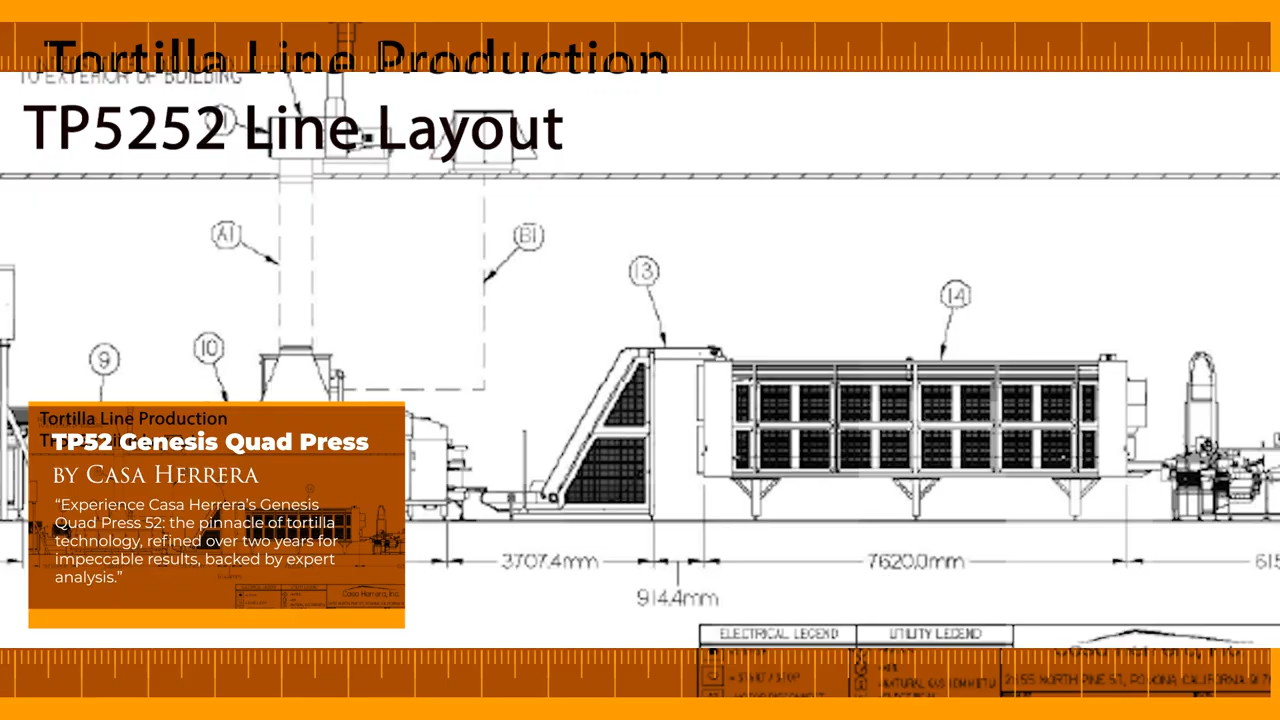 Tortilla Line Production
TO EXTERIOR OF BUILDING
TP5252 Line Layout
A1
B1
13
14
9
10
Tortilla Line Production
TP52 Genesis Quad Press
BY CASA HERRERA
“Experience Casa Herrera’s Genesis
Quad Press 52: the pinnacle of tortilla
technology, refined over two years for
impeccable results, backed by expert
analysis.”
Casa Herrera, Inc.
3707.4mm
7620.0mm
615
914.4mm
ELECTRICAL LEGEND
UTILITY LEGEND
START / STOP
2655 NORTH PINE ST., POMONA, CALIFORNIA